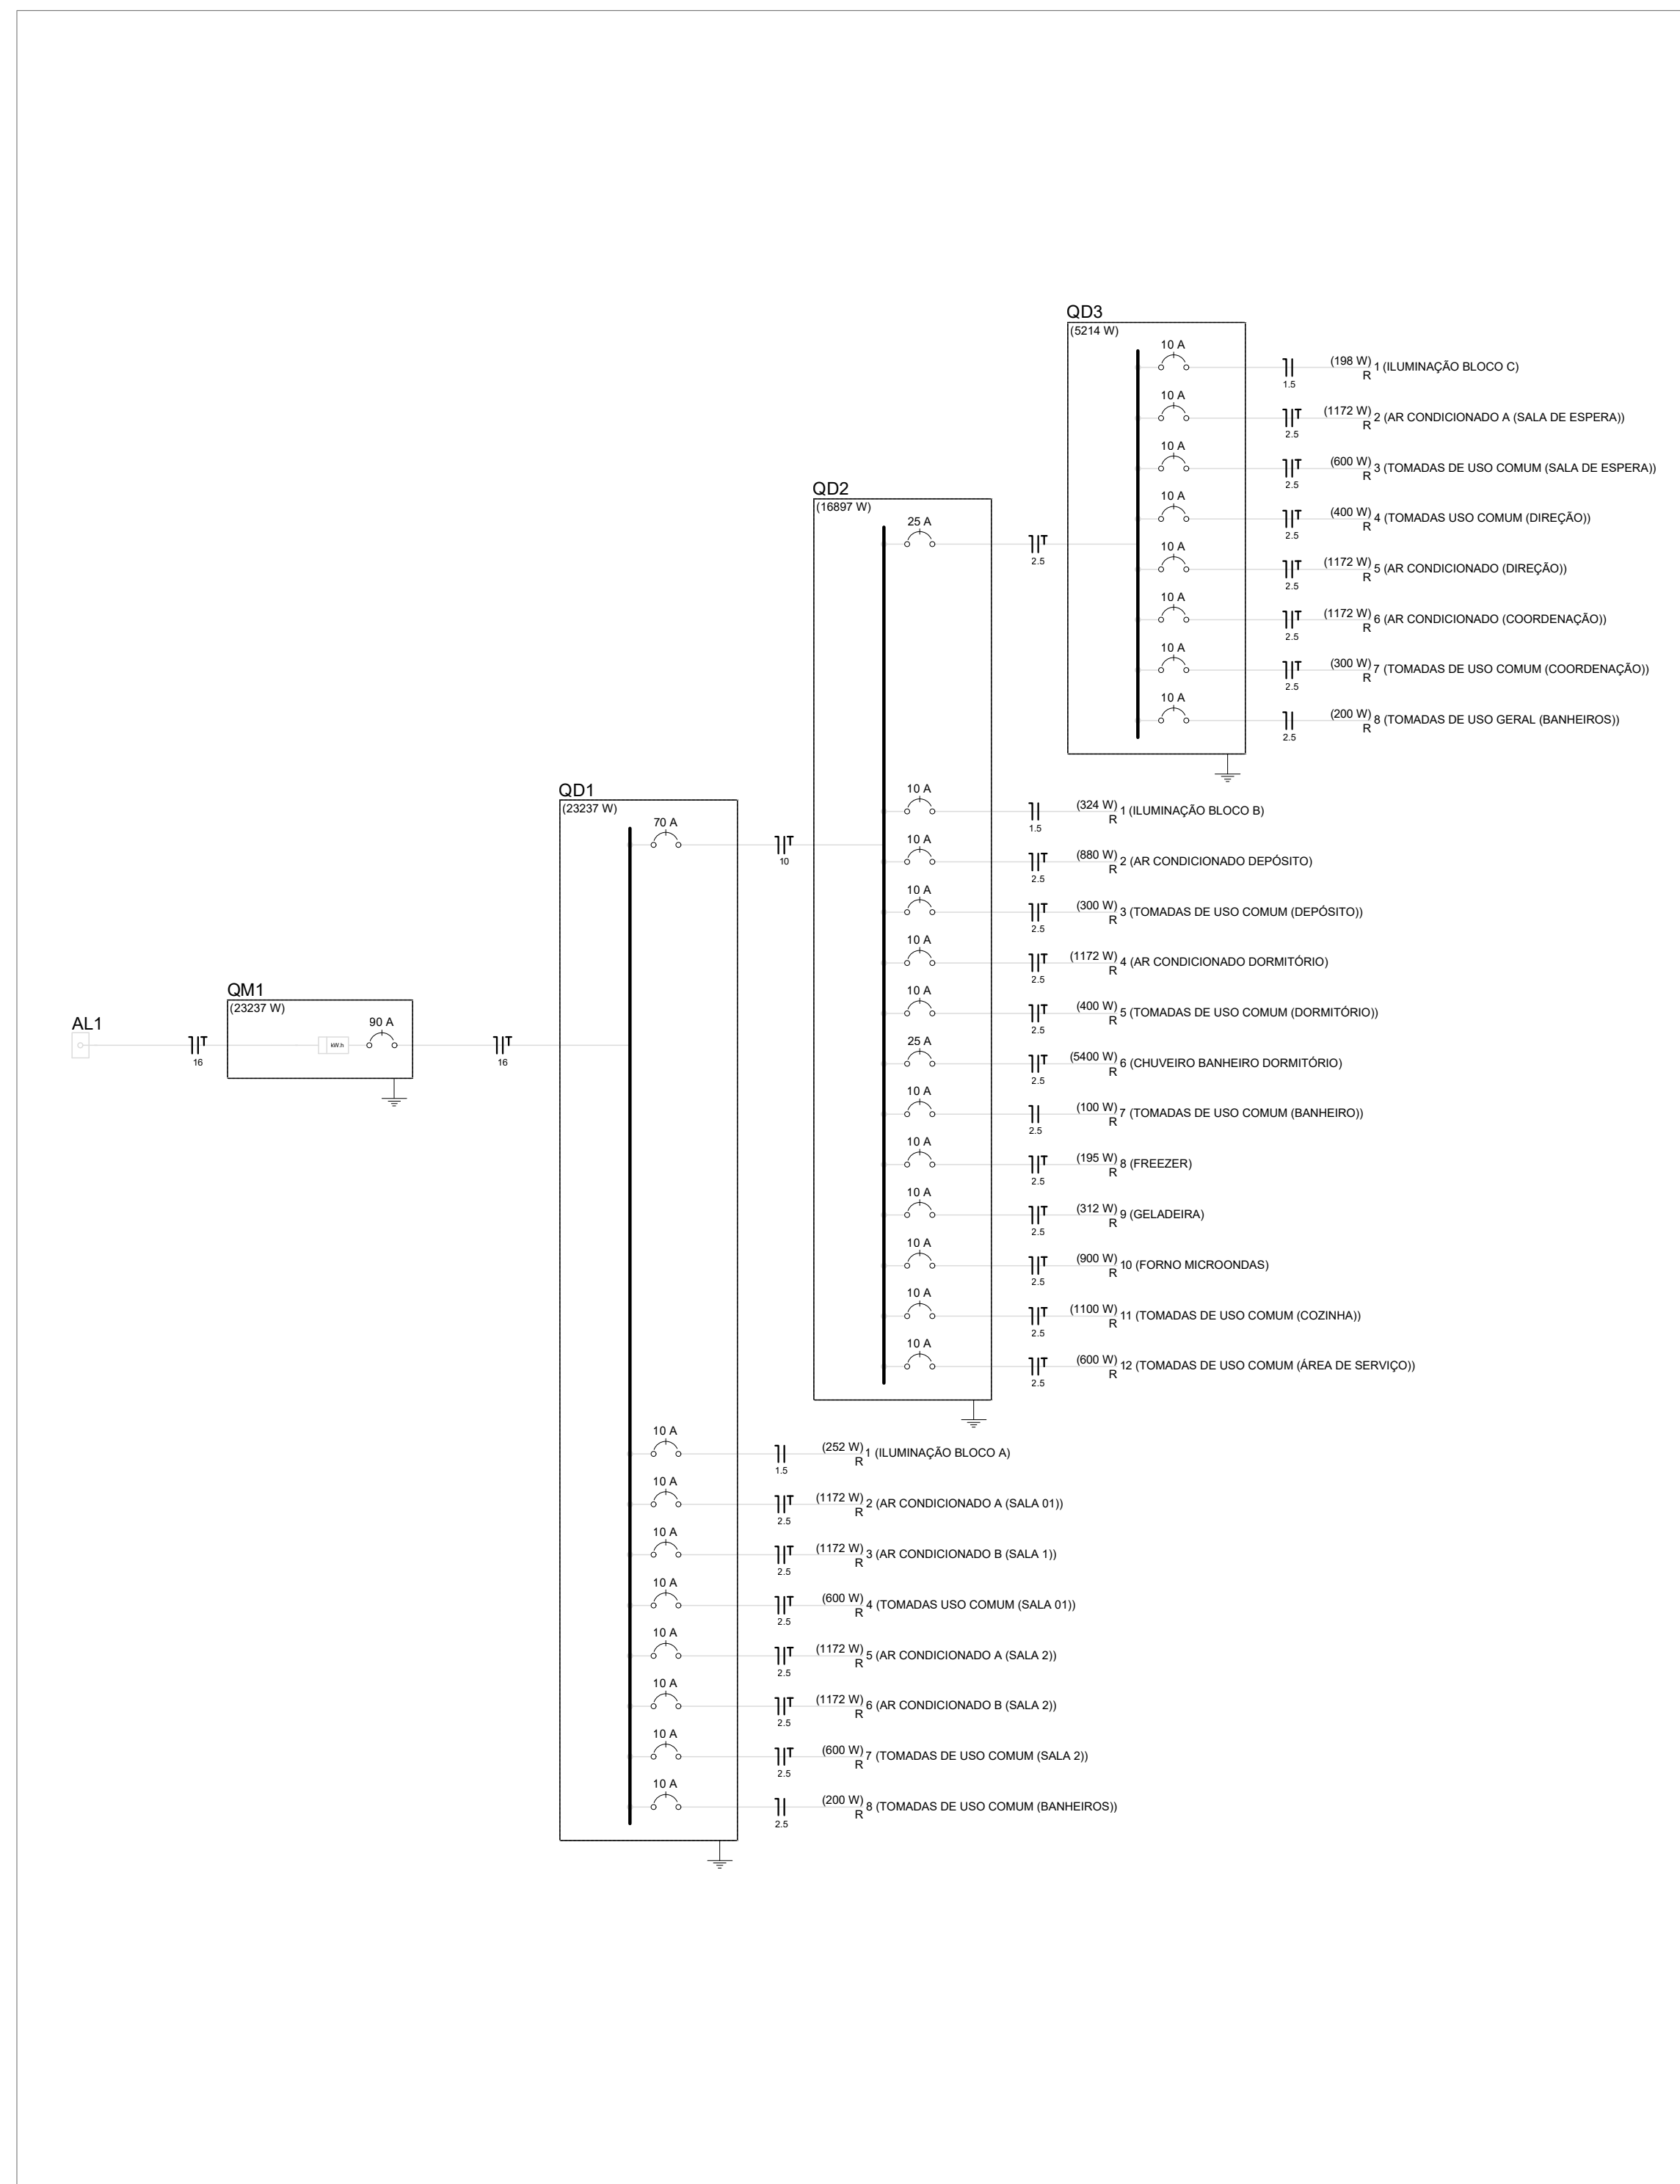 QD3
(5214 W)
10 A
(198 W)
R
1 (ILUMINAÇÃO BLOCO C)
1.5
10 A
(1172 W)
R
2 (AR CONDICIONADO A (SALA DE ESPERA))
T
2.5
10 A
(600 W)
R
3 (TOMADAS DE USO COMUM (SALA DE ESPERA))
T
2.5
10 A
(400 W)
R
4 (TOMADAS USO COMUM (DIREÇÃO))
T
2.5
10 A
(1172 W)
R
5 (AR CONDICIONADO (DIREÇÃO))
T
2.5
10 A
(1172 W)
R
6 (AR CONDICIONADO (COORDENAÇÃO))
T
2.5
10 A
(300 W)
R
7 (TOMADAS DE USO COMUM (COORDENAÇÃO))
T
2.5
10 A
(200 W)
R
8 (TOMADAS DE USO GERAL (BANHEIROS))
2.5
QD2
(16897 W)
25 A
T
2.5
10 A
(324 W)
R
1 (ILUMINAÇÃO BLOCO B)
1.5
10 A
(880 W)
R
2 (AR CONDICIONADO DEPÓSITO)
T
2.5
10 A
(300 W)
R
3 (TOMADAS DE USO COMUM (DEPÓSITO))
T
2.5
10 A
(1172 W)
R
4 (AR CONDICIONADO DORMITÓRIO)
T
2.5
10 A
(400 W)
R
5 (TOMADAS DE USO COMUM (DORMITÓRIO))
T
2.5
25 A
(5400 W)
R
6 (CHUVEIRO BANHEIRO DORMITÓRIO)
T
2.5
10 A
(100 W)
R
7 (TOMADAS DE USO COMUM (BANHEIRO))
2.5
10 A
(195 W)
R
8 (FREEZER)
T
2.5
10 A
(312 W)
R
9 (GELADEIRA)
T
2.5
10 A
(900 W)
R
10 (FORNO MICROONDAS)
T
2.5
10 A
(1100 W)
R
11 (TOMADAS DE USO COMUM (COZINHA))
T
2.5
10 A
(600 W)
R
12 (TOMADAS DE USO COMUM (ÁREA DE SERVIÇO))
T
2.5
QD1
(23237 W)
70 A
T
10
QM1
(23237 W)
90 A
kW.h
AL1
T
16
T
16
10 A
(252 W)
R
1 (ILUMINAÇÃO BLOCO A)
1.5
10 A
(1172 W)
R
2 (AR CONDICIONADO A (SALA 01))
T
2.5
10 A
(1172 W)
R
3 (AR CONDICIONADO B (SALA 1))
T
2.5
10 A
(600 W)
R
4 (TOMADAS USO COMUM (SALA 01))
T
2.5
10 A
(1172 W)
R
5 (AR CONDICIONADO A (SALA 2))
T
2.5
10 A
(1172 W)
R
6 (AR CONDICIONADO B (SALA 2))
T
2.5
10 A
(600 W)
R
7 (TOMADAS DE USO COMUM (SALA 2))
T
2.5
10 A
(200 W)
R
8 (TOMADAS DE USO COMUM (BANHEIROS))
2.5